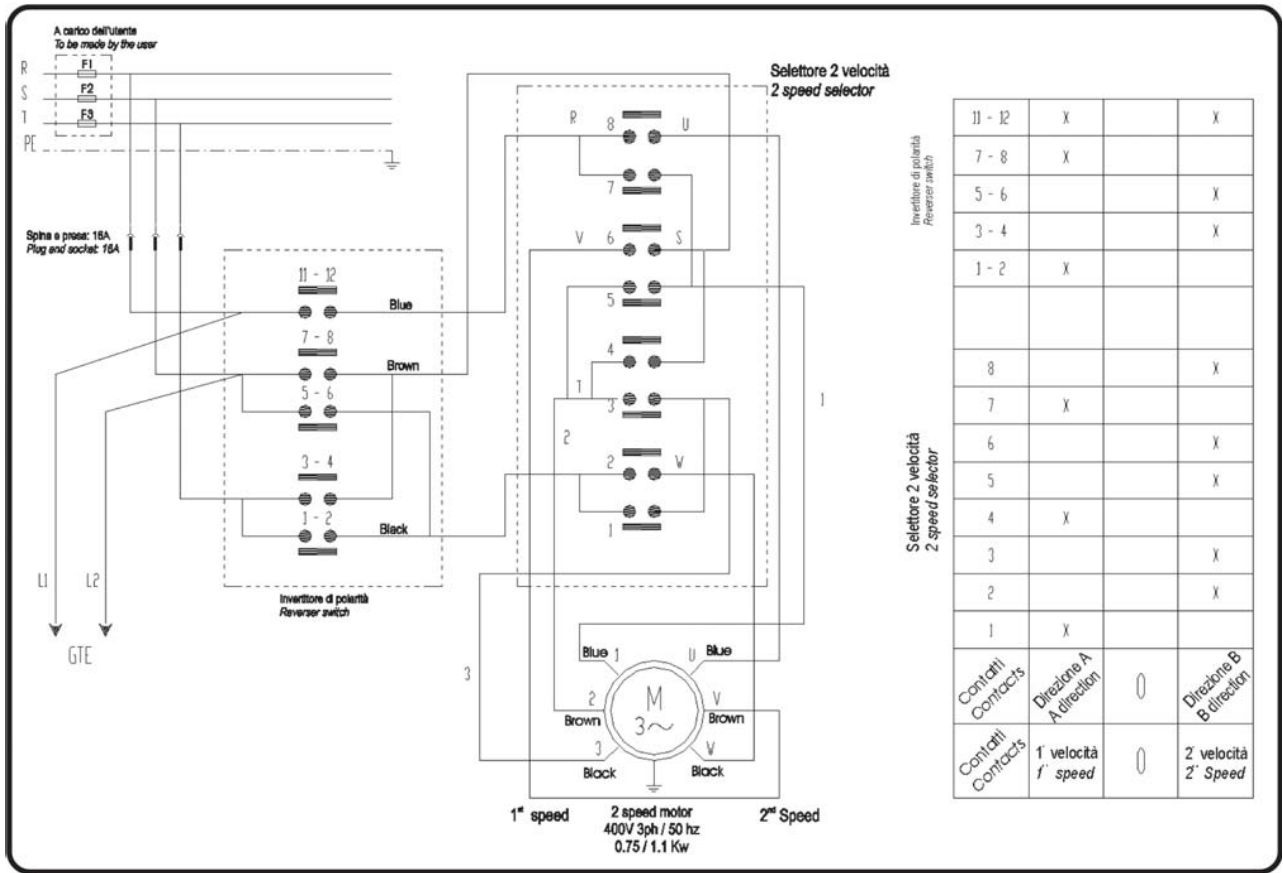 A carico dell'utente
To be made by the user
R
F1
S
F2
T
F3
PE
Spina e presa: 16A
Plug and socket: 16A
11 - 12
Blue
7 - 8
Brown
5 - 6
3 - 4
1 - 2
Black
Invertitore di polarità
Reverser switch
L1
L2
GTE
Selettore 2 velocità
2 speed selector
R
8
U
7
V
6
S
5
4
T
3
2
2
W
1
1
3
Blue
1
U
Blue
2
M
V
Brown
3~
Brown
3
W
Black
Black
1st speed
2 speed motor
2nd Speed
400V 3ph / 50 hz
0.75 / 1.1 Kw
Invertitore di polarità
Reverser switch
11 - 12 X X
7 - 8 X
5 - 6 X
3 - 4 X
1 - 2 X
Selettore 2 velocità
2 speed selector
8 X
7 X
6 X
5 X
4 X
3 X
2 X
1 X
Contatti
Contacts
Direzione A
A direction
0
Direzione B
B direction
Contatti
Contacts
1' velocità
1'' speed
0
2' velocità
2'' Speed